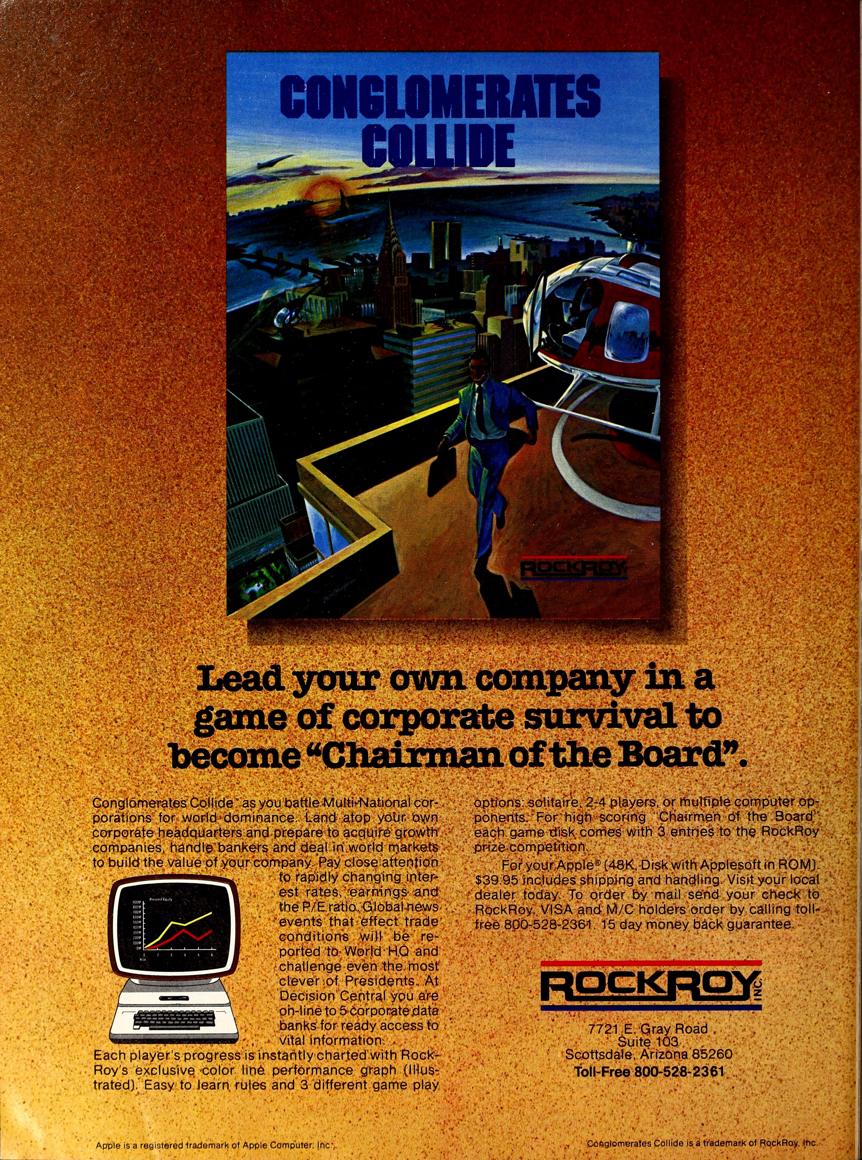 CONGLOMERATES
COLLIDE
ROCKROY
Lead your own company in a
game of corporate survival to
become “Chairman of the Board”.
Conglomerates Collide™ as you battle Multi-National cor-
porations for world dominance. Land atop your own
corporate headquarters and prepare to acquire growth
companies, handle bankers and deal in world markets
to build the value of your company. Pay close attention
to rapidly changing inter-
est rates, earnings and
the P/E ratio. Global news
events that effect trade
conditions will be re-
ported to World HQ and
challenge even the most
clever of Presidents. At
Decision Central you are
on-line to 5 corporate data
banks for ready access to
vital information.
Each player's progress is instantly charted with Rock-
Roy's exclusive color line performance graph (Illus-
trated). Easy to learn rules and 3 different game play
options: solitaire, 2-4 players, or multiple computer op-
ponents. For high scoring "Chairmen of the Board"
each game disk comes with 3 entries to the RockRoy
prize competition.
For your Apple® (48K, Disk with Applesoft in ROM).
$39.95 includes shipping and handling. Visit your local
dealer today. To order by mail send your check to
RockRoy, VISA and M/C holders order by calling toll-
free 800-528-2361. 15 day money back guarantee.
ROCKROY INC.
7721 E. Gray Road
Suite 103
Scottsdale, Arizona 85260
Toll-Free 800-528-2361
Apple is a registered trademark of Apple Computer, Inc.
Conglomerates Collide is a trademark of RockRoy, Inc.